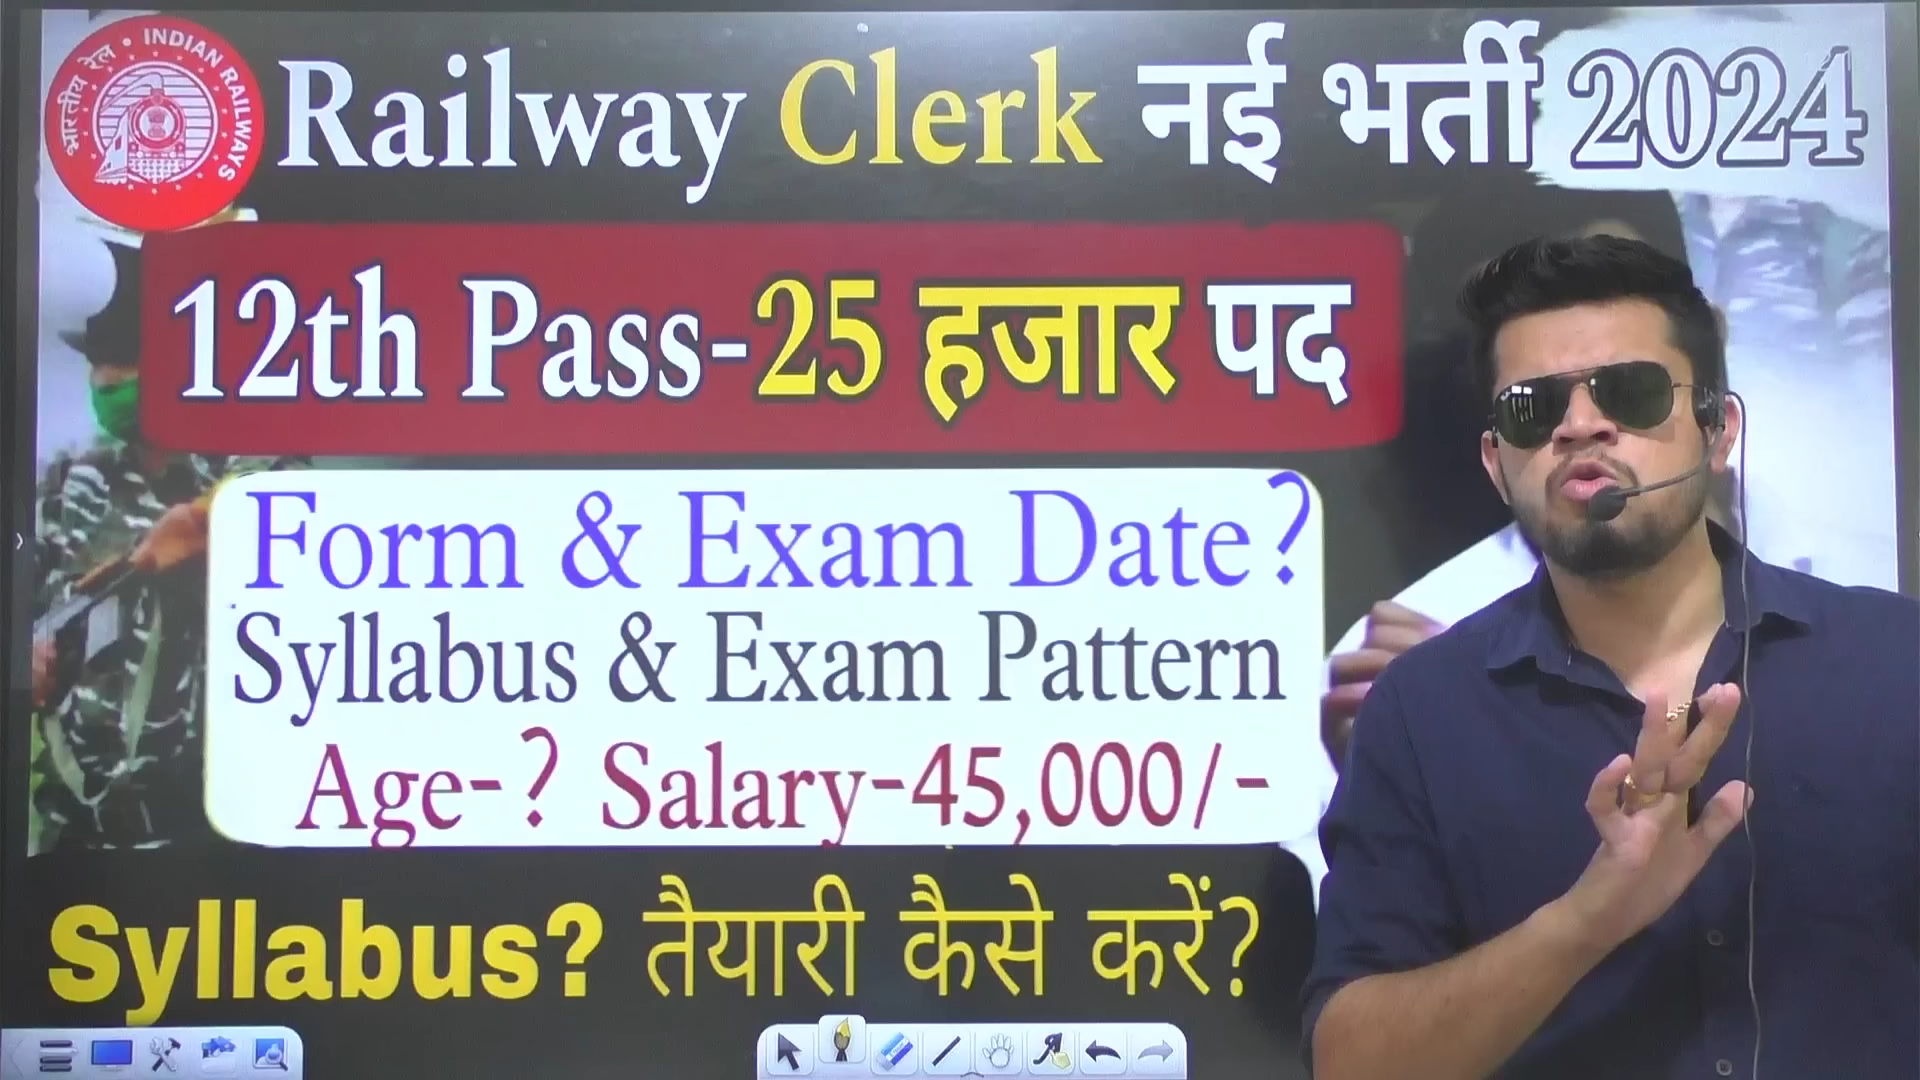 भारतीय रेल • INDIAN RAILWAYS
Railway Clerk नई भर्ती 2024
12th Pass-25 हजार पद
Form & Exam Date?
Syllabus & Exam Pattern
Age-? Salary-45,000/-
Syllabus? तैयारी कैसे करें?